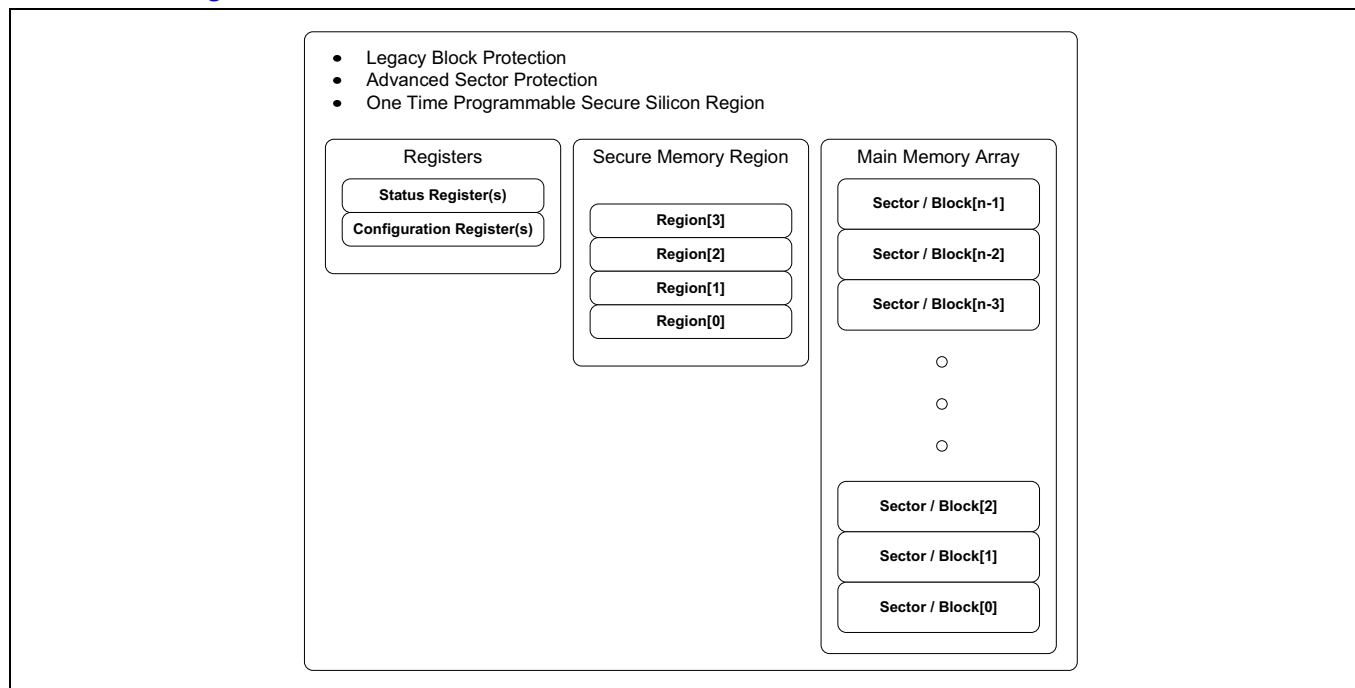 • Legacy Block Protection
• Advanced Sector Protection
• One Time Programmable Secure Silicon Region
Registers
Status Register(s)
Configuration Register(s)
Secure Memory Region
Region[3]
Region[2]
Region[1]
Region[0]
Main Memory Array
Sector / Block[n-1]
Sector / Block[n-2]
Sector / Block[n-3]
Sector / Block[2]
Sector / Block[1]
Sector / Block[0]